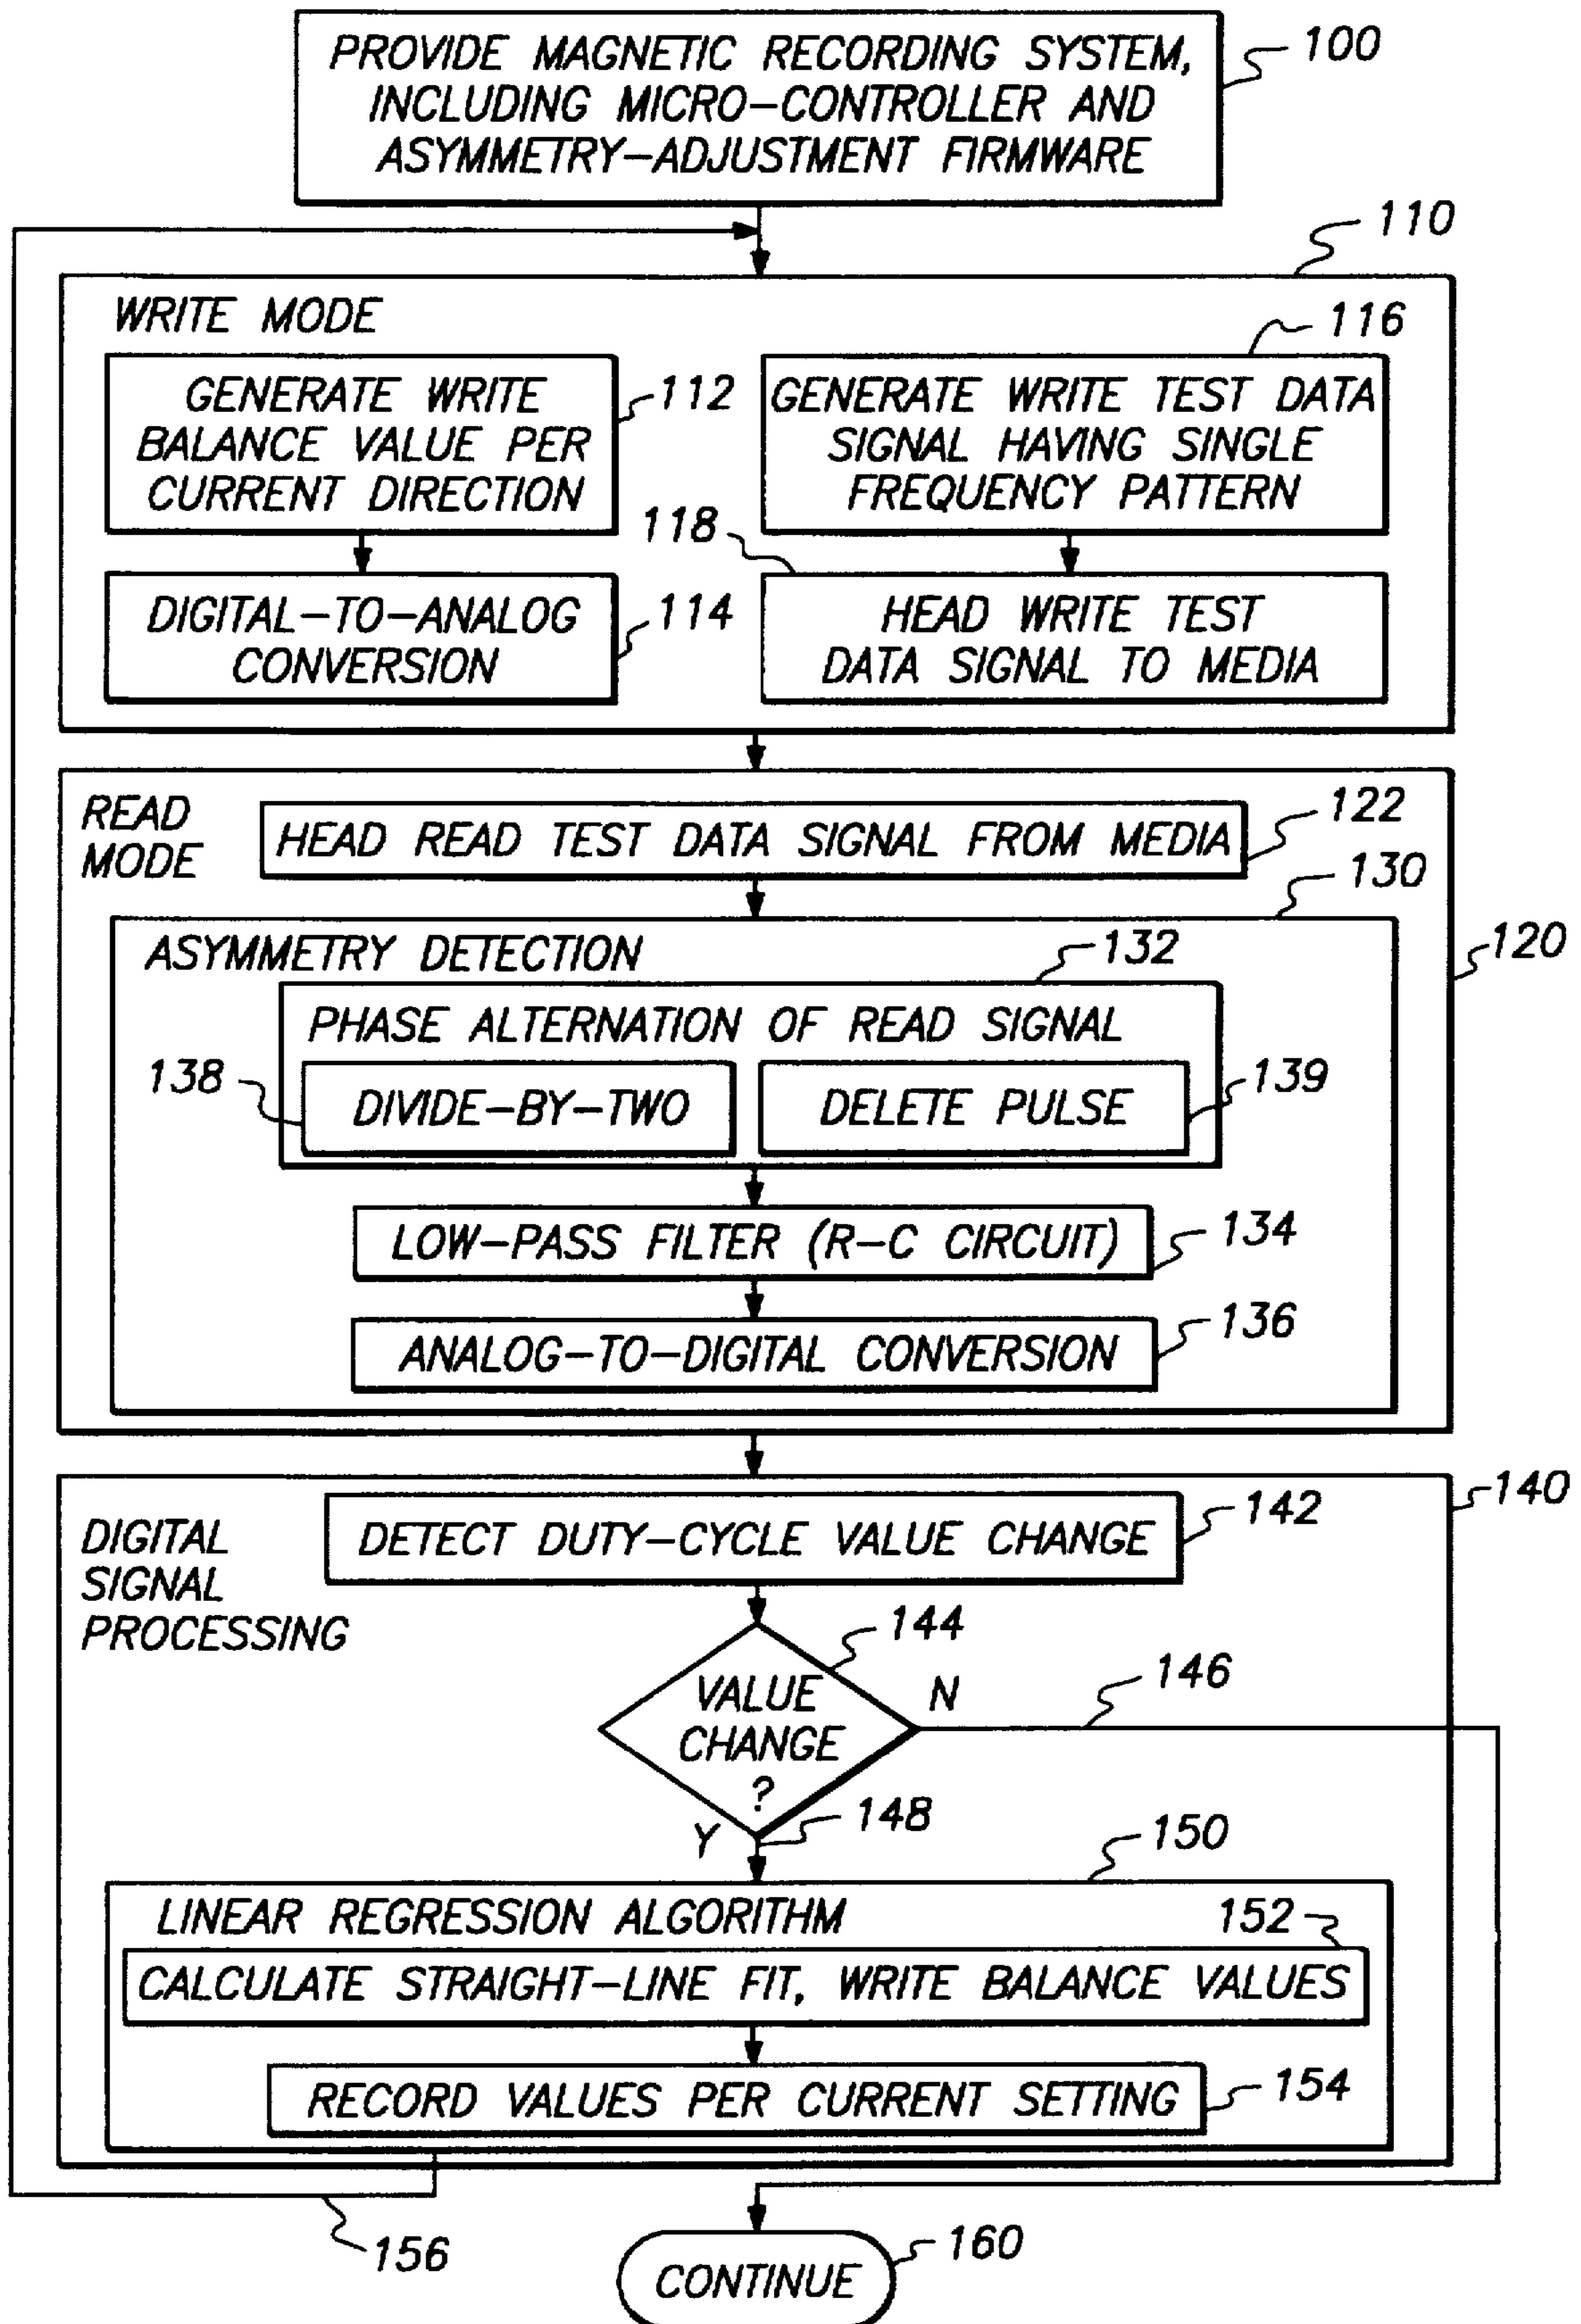 PROVIDE MAGNETIC RECORDING SYSTEM,
INCLUDING MICRO-CONTROLLER AND
ASYMMETRY-ADJUSTMENT FIRMWARE
100
110
WRITE MODE
116
GENERATE WRITE
BALANCE VALUE PER
CURRENT DIRECTION
112
GENERATE WRITE TEST DATA
SIGNAL HAVING SINGLE
FREQUENCY PATTERN
118
DIGITAL-TO-ANALOG
CONVERSION
114
HEAD WRITE TEST
DATA SIGNAL TO MEDIA
READ
MODE
HEAD READ TEST DATA SIGNAL FROM MEDIA
122
130
120
ASYMMETRY DETECTION
132
PHASE ALTERNATION OF READ SIGNAL
138
DIVIDE-BY-TWO
DELETE PULSE
139
LOW-PASS FILTER (R-C CIRCUIT)
134
ANALOG-TO-DIGITAL CONVERSION
136
140
DIGITAL
SIGNAL
PROCESSING
DETECT DUTY-CYCLE VALUE CHANGE
142
144
VALUE
CHANGE
?
N
146
Y
148
150
LINEAR REGRESSION ALGORITHM
152
CALCULATE STRAIGHT-LINE FIT, WRITE BALANCE VALUES
RECORD VALUES PER CURRENT SETTING
154
156
CONTINUE
160